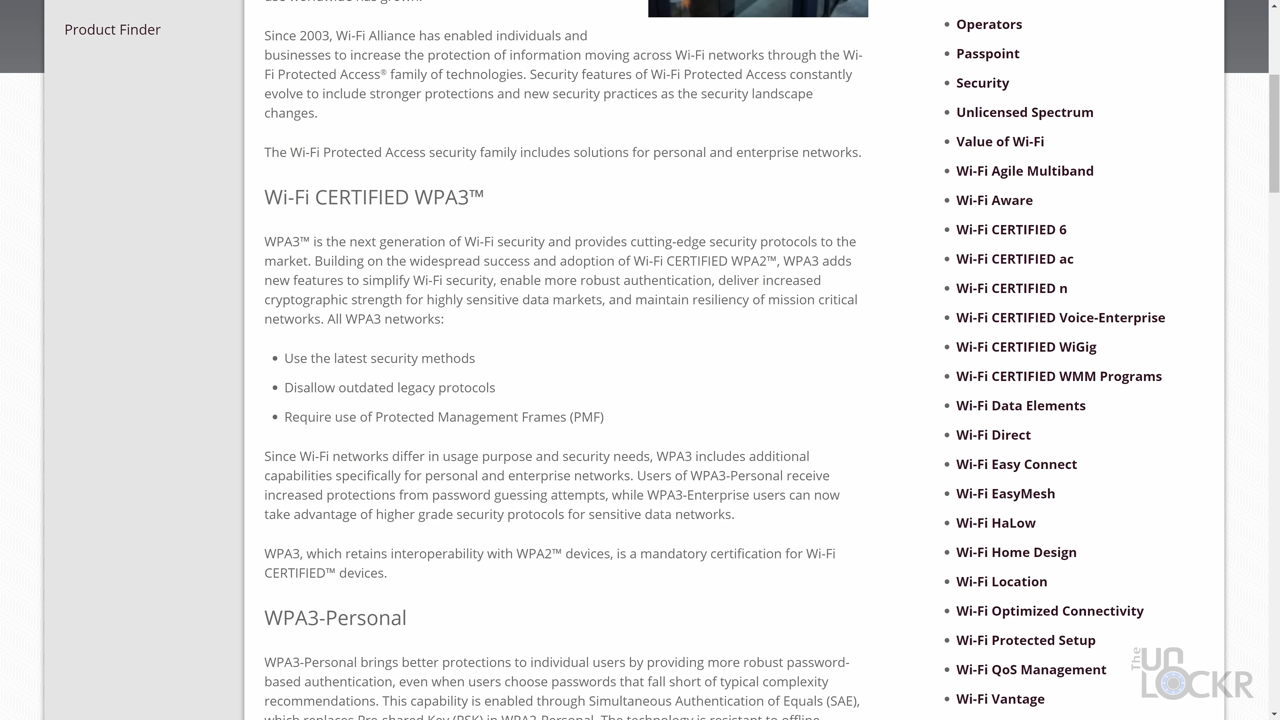 Product Finder
Since 2003, Wi-Fi Alliance has enabled individuals and
businesses to increase the protection of information moving across Wi-Fi networks through the Wi-
Fi Protected Access® family of technologies. Security features of Wi-Fi Protected Access constantly
evolve to include stronger protections and new security practices as the security landscape
changes.
The Wi-Fi Protected Access security family includes solutions for personal and enterprise networks.
Wi-Fi CERTIFIED WPA3™
WPA3™ is the next generation of Wi-Fi security and provides cutting-edge security protocols to the
market. Building on the widespread success and adoption of Wi-Fi CERTIFIED WPA2™, WPA3 adds
new features to simplify Wi-Fi security, enable more robust authentication, deliver increased
cryptographic strength for highly sensitive data markets, and maintain resiliency of mission critical
networks. All WPA3 networks:
• Use the latest security methods
• Disallow outdated legacy protocols
• Require use of Protected Management Frames (PMF)
Since Wi-Fi networks differ in usage purpose and security needs, WPA3 includes additional
capabilities specifically for personal and enterprise networks. Users of WPA3-Personal receive
increased protections from password guessing attempts, while WPA3-Enterprise users can now
take advantage of higher grade security protocols for sensitive data networks.
WPA3, which retains interoperability with WPA2™ devices, is a mandatory certification for Wi-Fi
CERTIFIED™ devices.
WPA3-Personal
WPA3-Personal brings better protections to individual users by providing more robust password-
based authentication, even when users choose passwords that fall short of typical complexity
recommendations. This capability is enabled through Simultaneous Authentication of Equals (SAE),
which replaces Pre-shared Key (PSK) in WPA2-Personal. The technology is resistant to offline
• Operators
• Passpoint
• Security
• Unlicensed Spectrum
• Value of Wi-Fi
• Wi-Fi Agile Multiband
• Wi-Fi Aware
• Wi-Fi CERTIFIED 6
• Wi-Fi CERTIFIED ac
• Wi-Fi CERTIFIED n
• Wi-Fi CERTIFIED Voice-Enterprise
• Wi-Fi CERTIFIED WiGig
• Wi-Fi CERTIFIED WMM Programs
• Wi-Fi Data Elements
• Wi-Fi Direct
• Wi-Fi Easy Connect
• Wi-Fi EasyMesh
• Wi-Fi HaLow
• Wi-Fi Home Design
• Wi-Fi Location
• Wi-Fi Optimized Connectivity
• Wi-Fi Protected Setup
• Wi-Fi QoS Management
• Wi-Fi Vantage
The UN
LOCKR